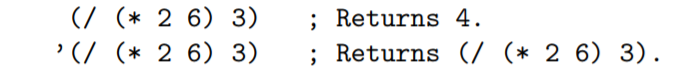 (/ (* 2 6) 3) ; Returns 4.
’(/ (* 2 6) 3) ; Returns (/ (* 2 6) 3).